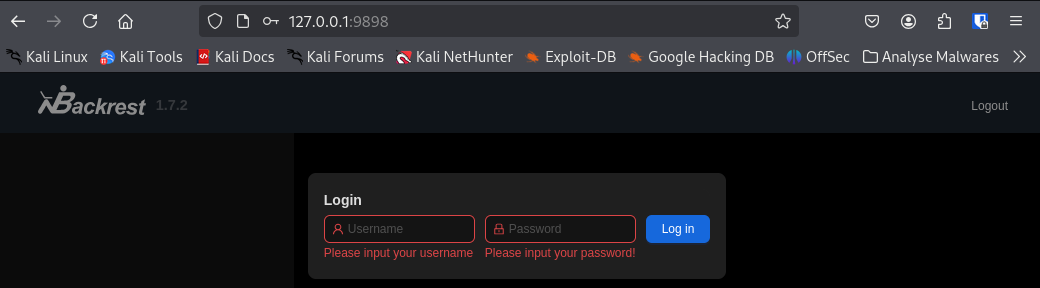 127.0.0.1:9898
Kali Linux Kali Tools Kali Docs Kali Forums Kali NetHunter Exploit-DB Google Hacking DB OffSec Analyse Malwares
Backrest 1.7.2 Logout
Login
Username Password Log in
Please input your username Please input your password!